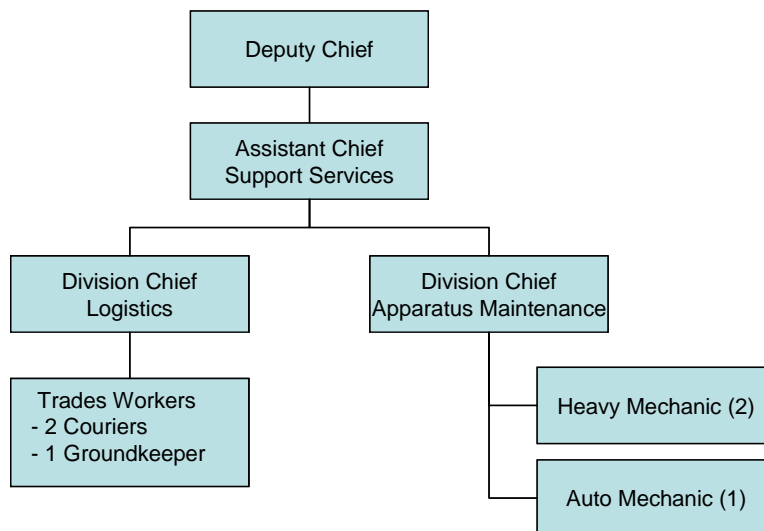 Deputy Chief
Assistant Chief
Support Services
Division Chief
Logistics
Division Chief
Apparatus Maintenance
Trades Workers
- 2 Couriers
- 1 Groundkeeper
Heavy Mechanic (2)
Auto Mechanic (1)